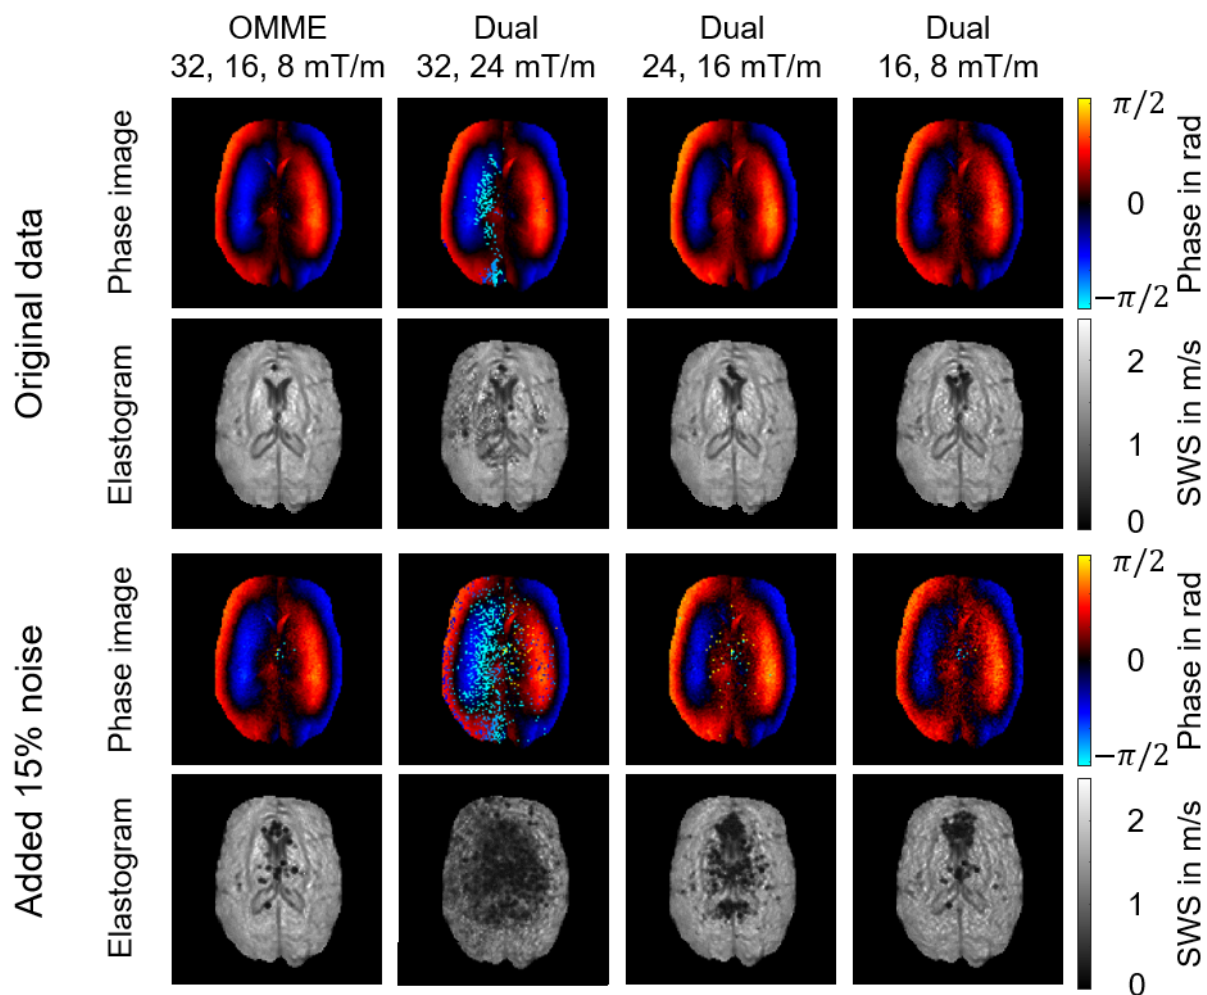 OMME
32, 16, 8 mT/m
Dual
32, 24 mT/m
Dual
24, 16 mT/m
Dual
16, 8 mT/m
Original data
Phase image
π/2
0
−π/2
Phase in rad
Elastogram
2
1
0
SWS in m/s
Added 15% noise
Phase image
π/2
0
−π/2
Phase in rad
Elastogram
2
1
0
SWS in m/s